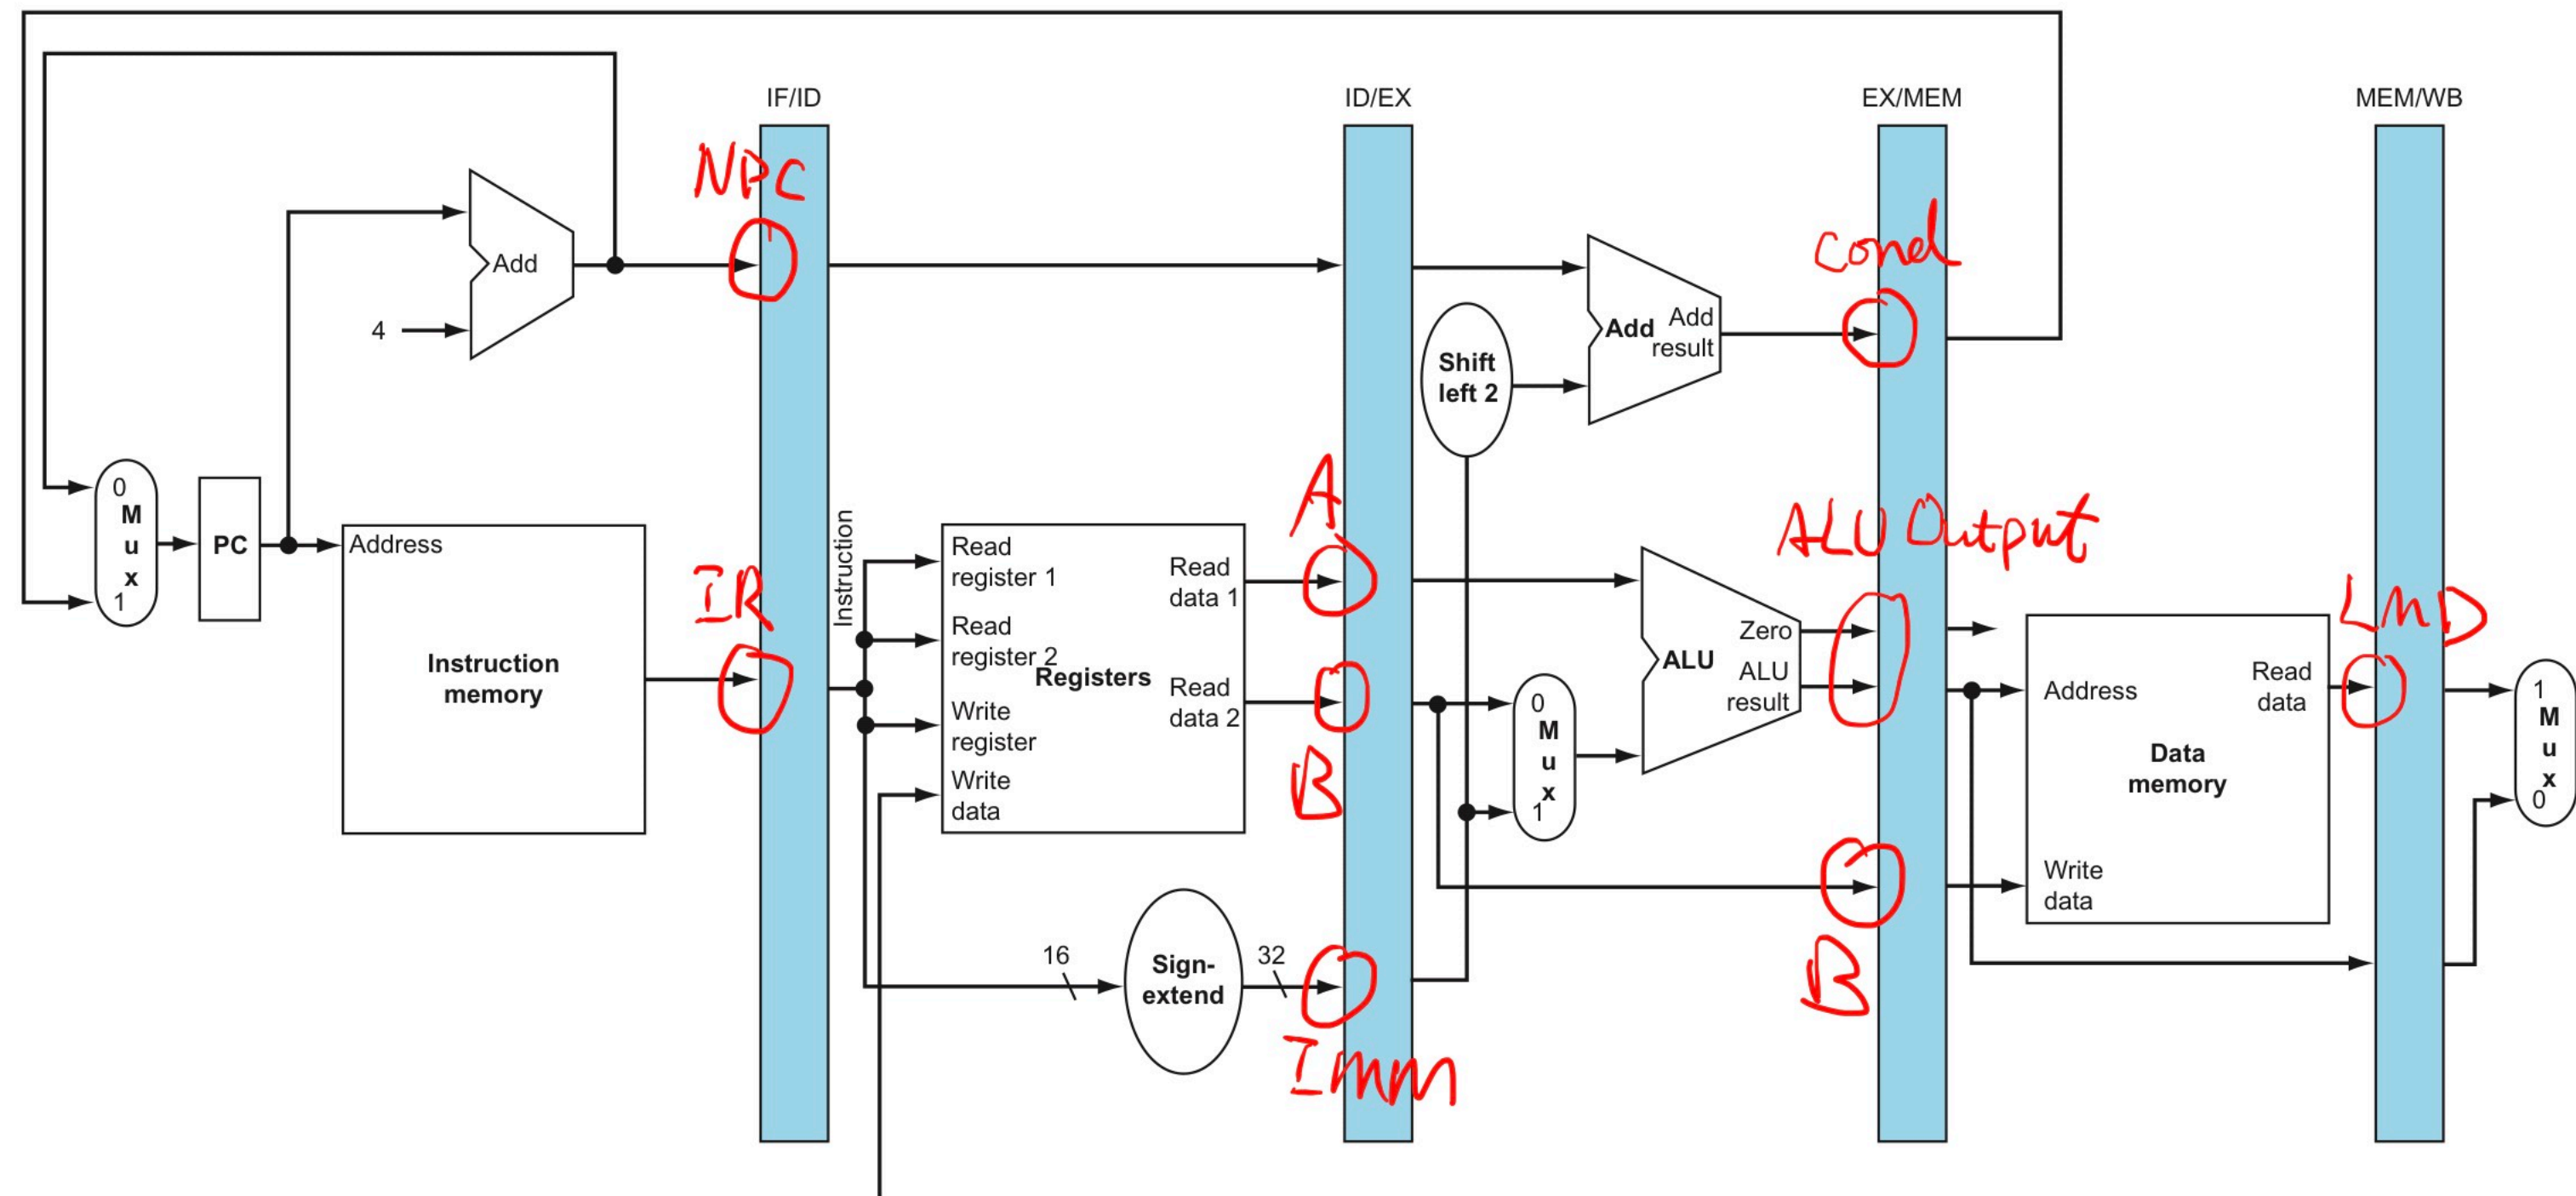 IF/ID
ID/EX
EX/MEM
MEM/WB
NPC
Add
4
Cond
Add
Add
result
Shift
left 2
0
M
u
x
1
PC
Address
Instruction
memory
IR
Instruction
Read
register 1
Read
register 2
Write
register
Write
data
Registers
Read
data 1
Read
data 2
A
B
16
Sign-
extend
32
Imm
0
M
u
x
1
ALU
Zero
ALU
result
ALU Output
B
Address
Read
data
Data
memory
Write
data
LMD
1
M
u
x
0